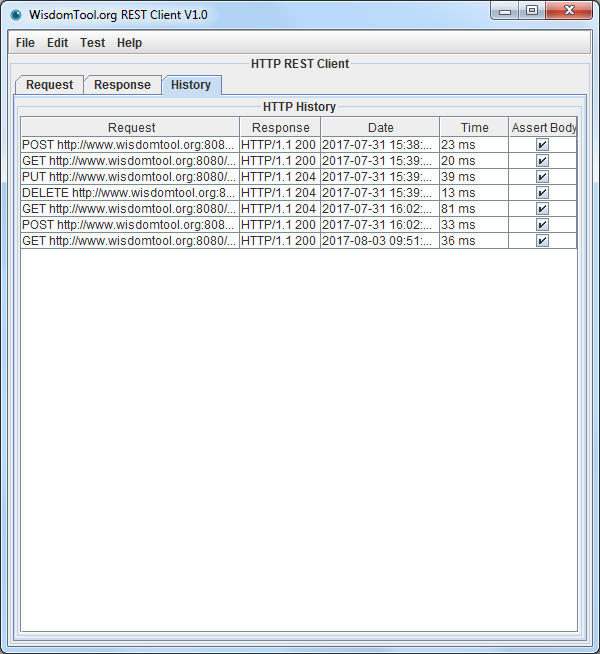 WisdomTool.org REST Client V1.0
File Edit Test Help
HTTP REST Client
Request Response History
HTTP History
Request Response Date Time Assert Body
POST http://www.wisdomtool.org:808... HTTP/1.1 200 2017-07-31 15:38:... 23 ms
GET http://www.wisdomtool.org:8080/... HTTP/1.1 200 2017-07-31 15:39:... 20 ms
PUT http://www.wisdomtool.org:8080/... HTTP/1.1 204 2017-07-31 15:39:... 39 ms
DELETE http://www.wisdomtool.org:8... HTTP/1.1 204 2017-07-31 15:39:... 13 ms
GET http://www.wisdomtool.org:8080/... HTTP/1.1 204 2017-07-31 16:02:... 81 ms
POST http://www.wisdomtool.org:808... HTTP/1.1 200 2017-07-31 16:02:... 33 ms
GET http://www.wisdomtool.org:8080/... HTTP/1.1 200 2017-08-03 09:51:... 36 ms